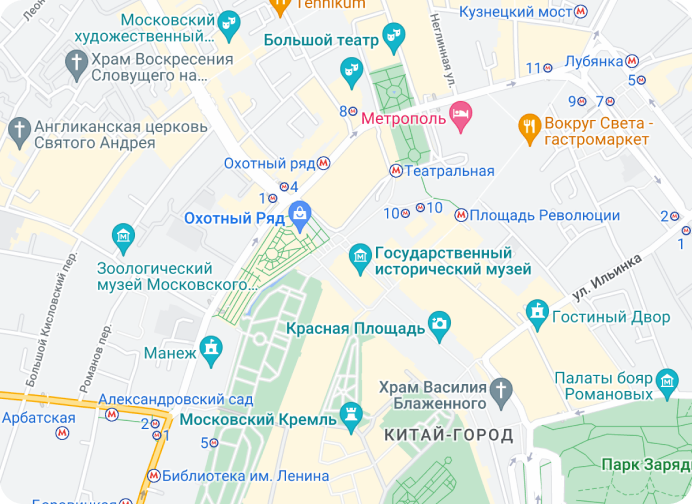 Tehnikum
Кузнецкий мост
Московский
художественный...
Неглинная ул.
Большой театр
Храм Воскресения
Словущего на...
Лубянка
11
5
9
7
8
Метрополь
Вокруг Света -
гастромаркет
Англиканская церковь
Святого Андрея
Охотный ряд
Театральная
4
1
10
10
Охотный Ряд
Площадь Революции
2
1
Государственный
исторический музей
Зоологический
музей Московского...
ул. Ильинка
Большой Кисловский пер.
Романов пер.
Красная Площадь
Гостиный Двор
Манеж
Палаты бояр
Романовых
Храм Василия
Блаженного
Александровский сад
Арбатская
2
1
5
Московский Кремль
КИТАЙ-ГОРОД
Парк Заряд
Библиотека им. Ленина